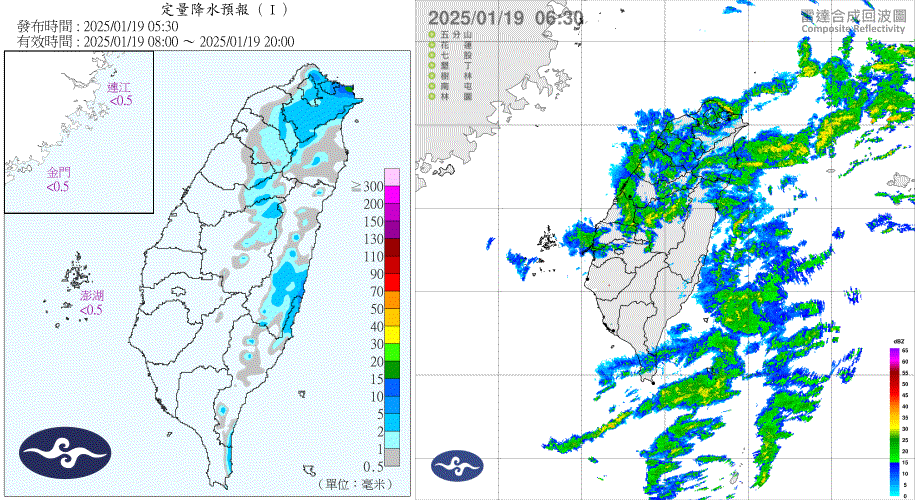 定量降水預報 ( I )
發布時間 : 2025/01/19 05:30
有效時間 : 2025/01/19 08:00 ～ 2025/01/19 20:00
連江
<0.5
金門
<0.5
澎湖
<0.5
≥ 300
200
150
130
110
90
70
50
40
30
20
15
10
5
2
1
0.5
(單位：毫米)
2025/01/19 06:30
五分山
花蓮
七股
墾丁
樹林
南屯
林園
雷達合成回波圖
Composite Reflectivity
dBZ
65
60
55
50
45
40
35
30
25
20
15
10
5